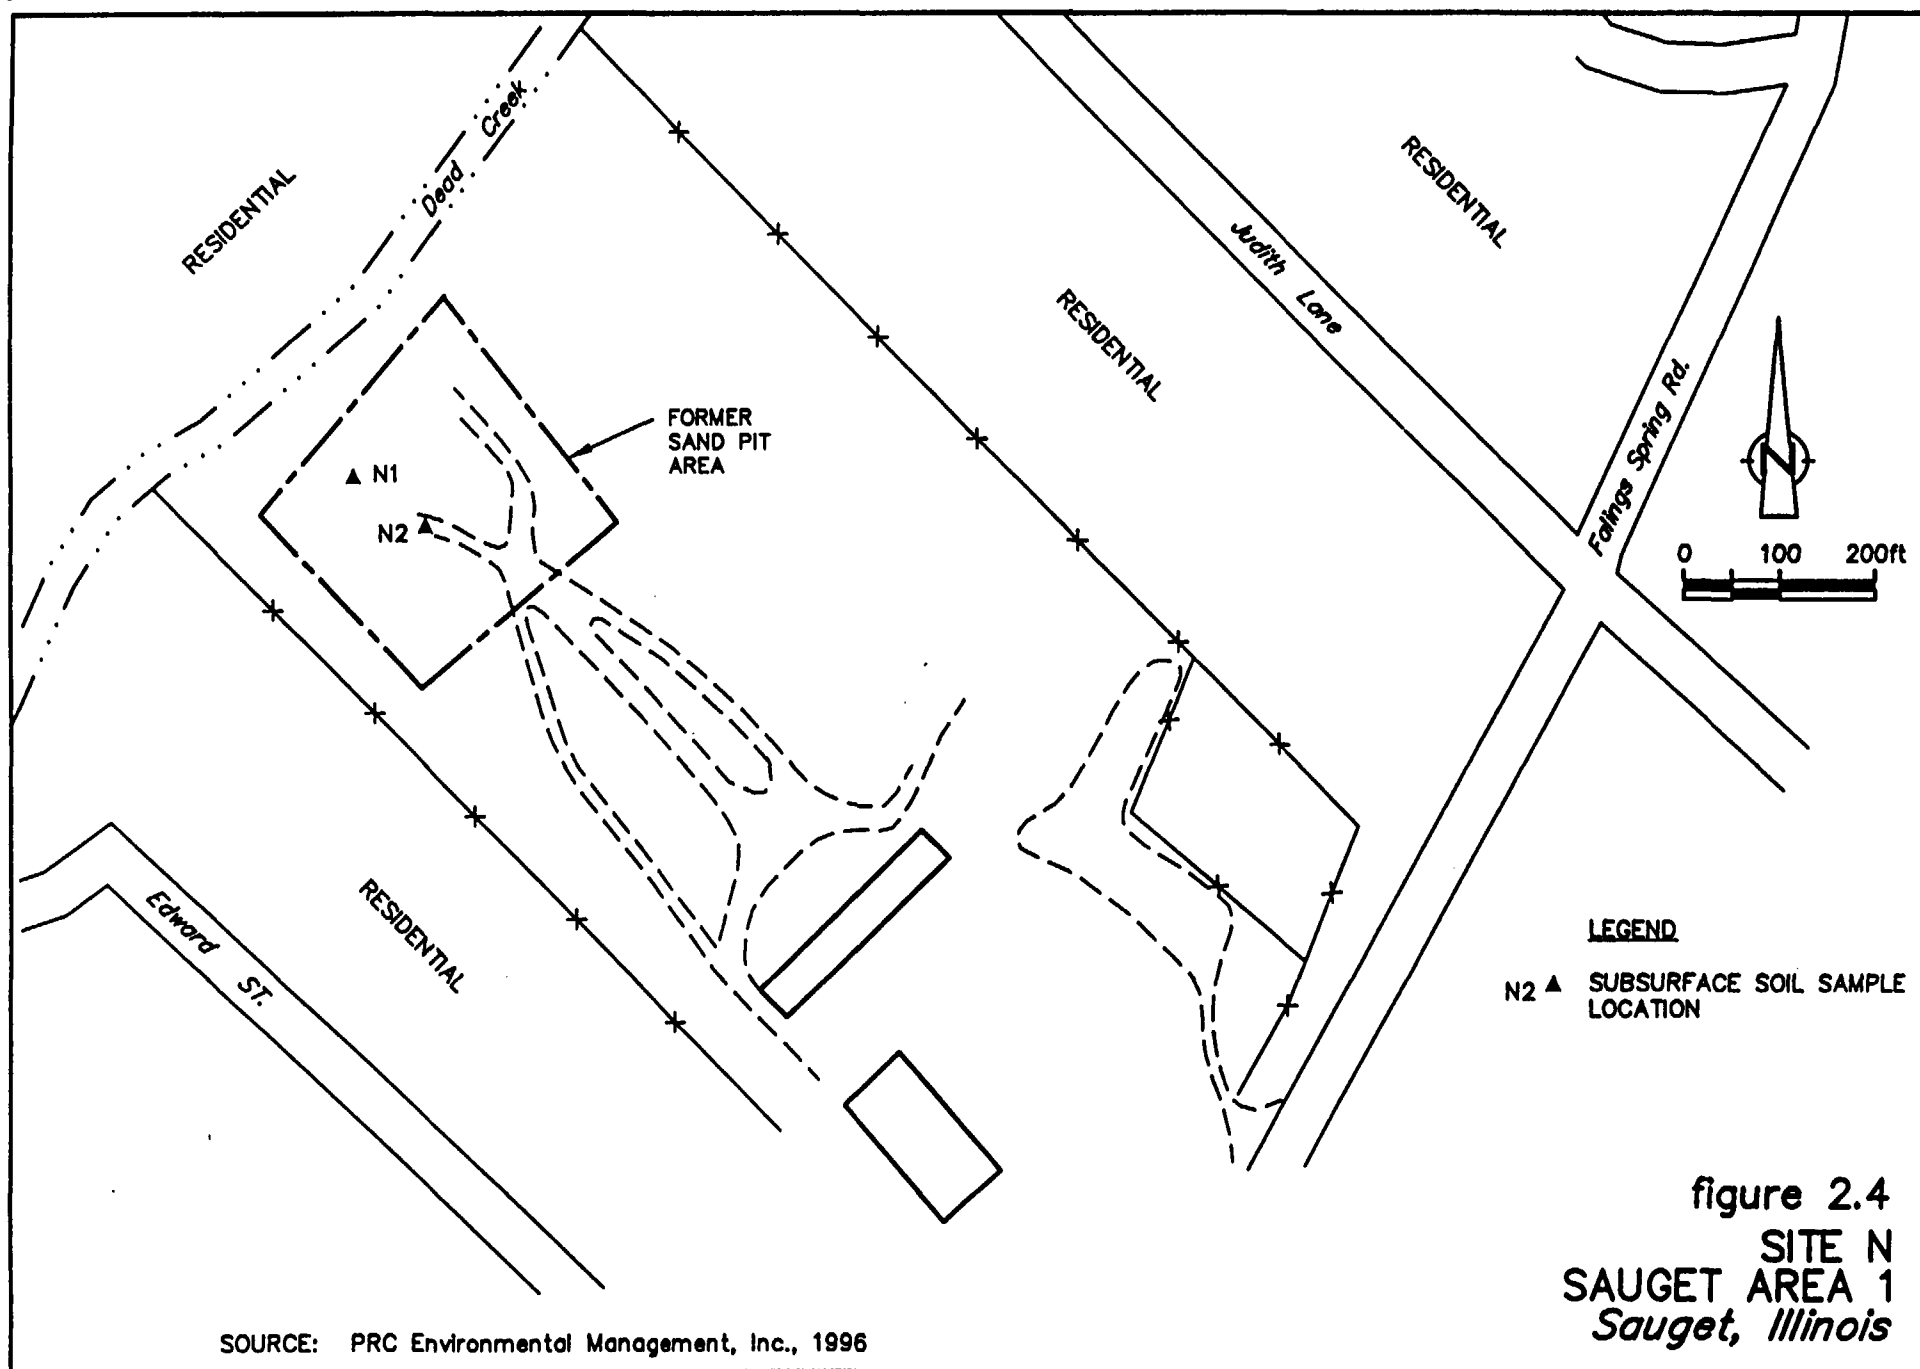 Dead Creek
RESIDENTIAL
RESIDENTIAL
Judith Lane
RESIDENTIAL
Falings Spring Rd.
FORMER
SAND PIT
AREA
N1
N2
N
0 100 200ft
RESIDENTIAL
Edward ST.
LEGEND
N2 SUBSURFACE SOIL SAMPLE
LOCATION
figure 2.4
SITE N
SAUGET AREA 1
Sauget, Illinois
SOURCE: PRC Environmental Management, Inc., 1996